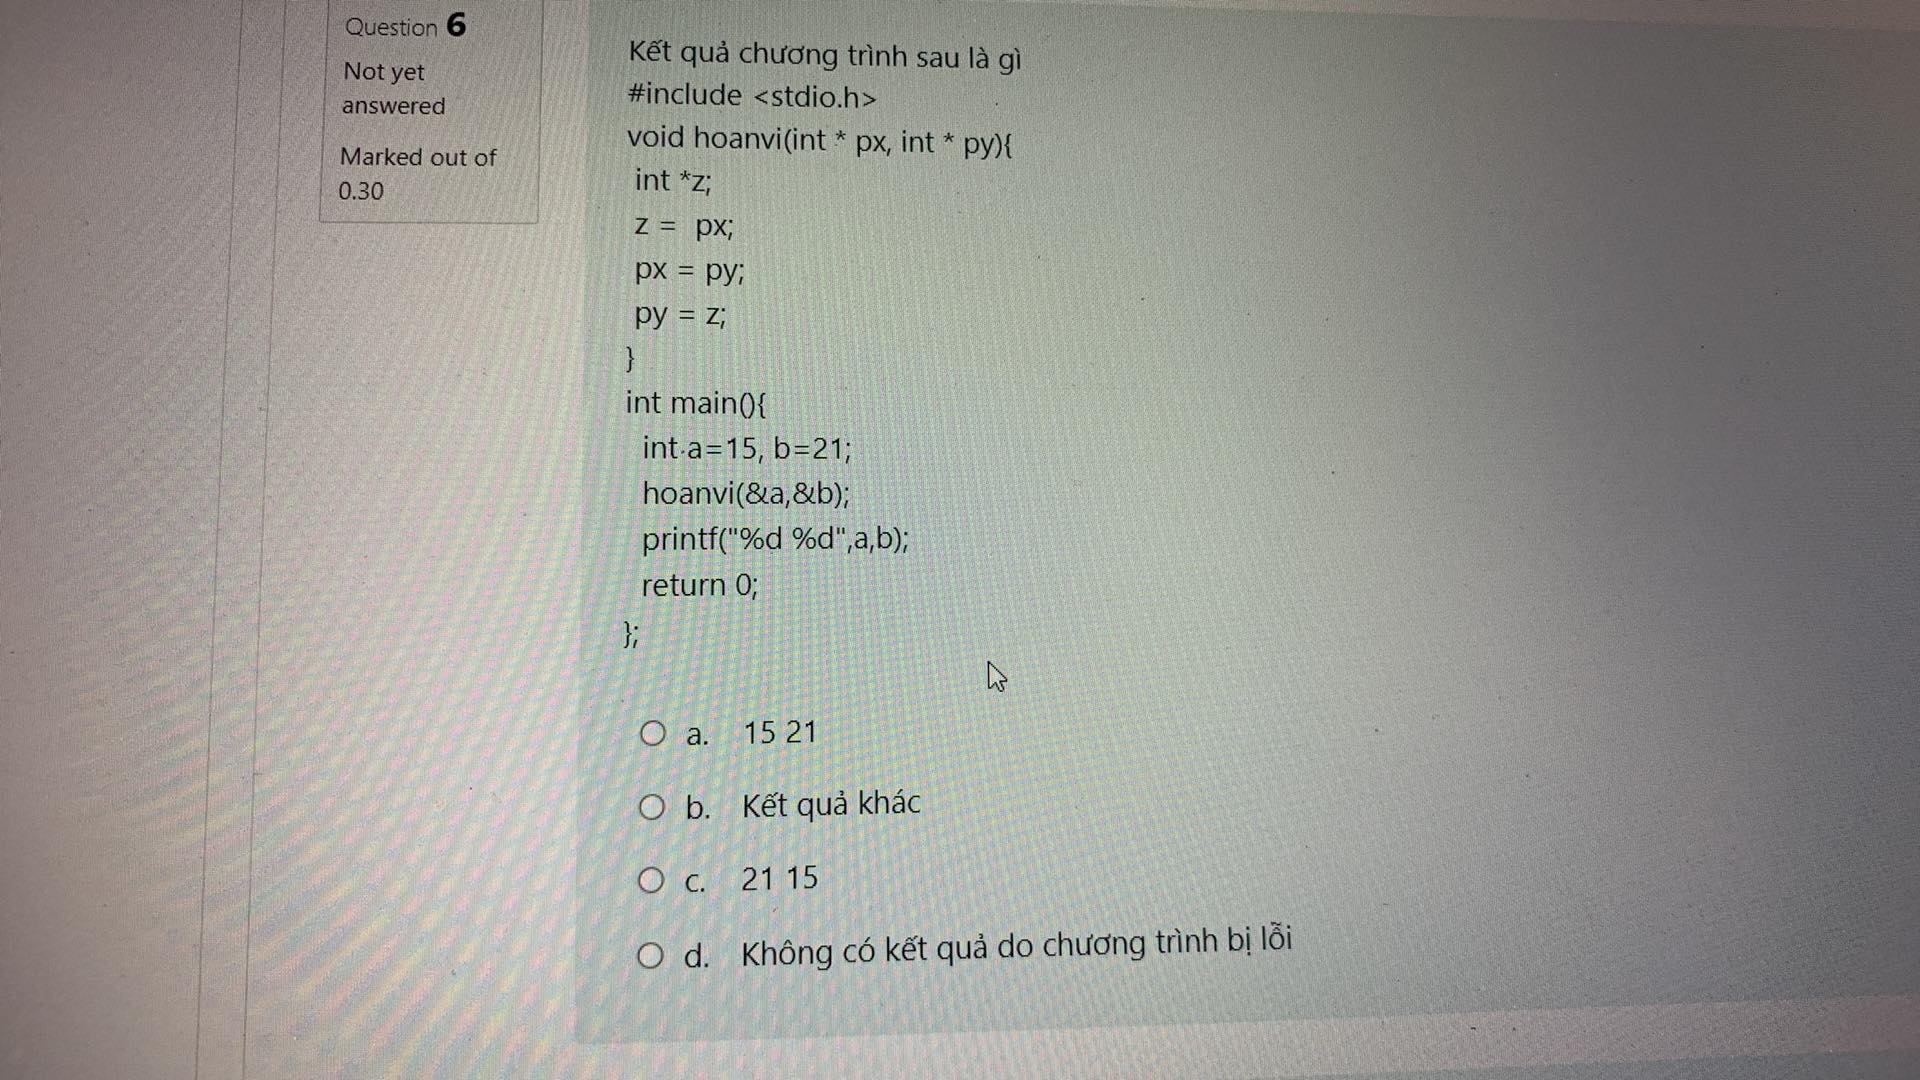 Question 6
Not yet
answered
Marked out of
0.30
Kết quả chương trình sau là gì
#include <stdio.h>
void hoanvi(int * px, int * py){
int *z;
z = px;
px = py;
py = z;
}
int main(){
int a=15, b=21;
hoanvi(&a,&b);
printf("%d %d",a,b);
return 0;
};
a. 15 21
b. Kết quả khác
c. 21 15
d. Không có kết quả do chương trình bị lỗi